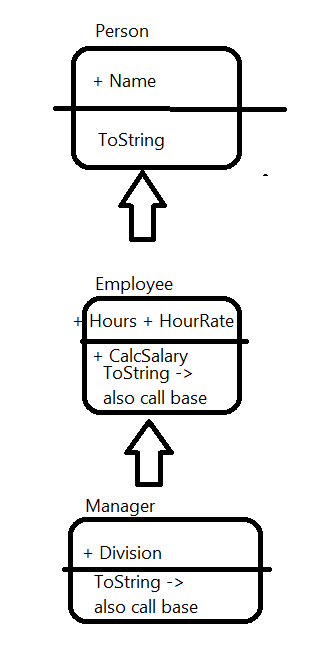 Person
+ Name
ToString
Employee
+ Hours + HourRate
+ CalcSalary
ToString ->
also call base
Manager
+ Division
ToString ->
also call base